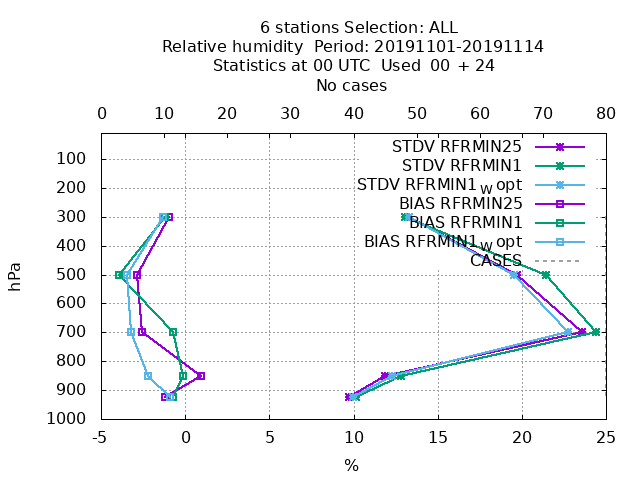 6 stations Selection: ALL
Relative humidity Period: 20191101-20191114
Statistics at 00 UTC Used 00 + 24
No cases
0 10 20 30 40 50 60 70 80
STDV RFRMIN25
STDV RFRMIN1
STDV RFRMIN1_W opt
BIAS RFRMIN25
BIAS RFRMIN1
BIAS RFRMIN1_W opt
CASES
100
200
300
400
500
600
700
800
900
1000
hPa
-5 0 5 10 15 20 25
%